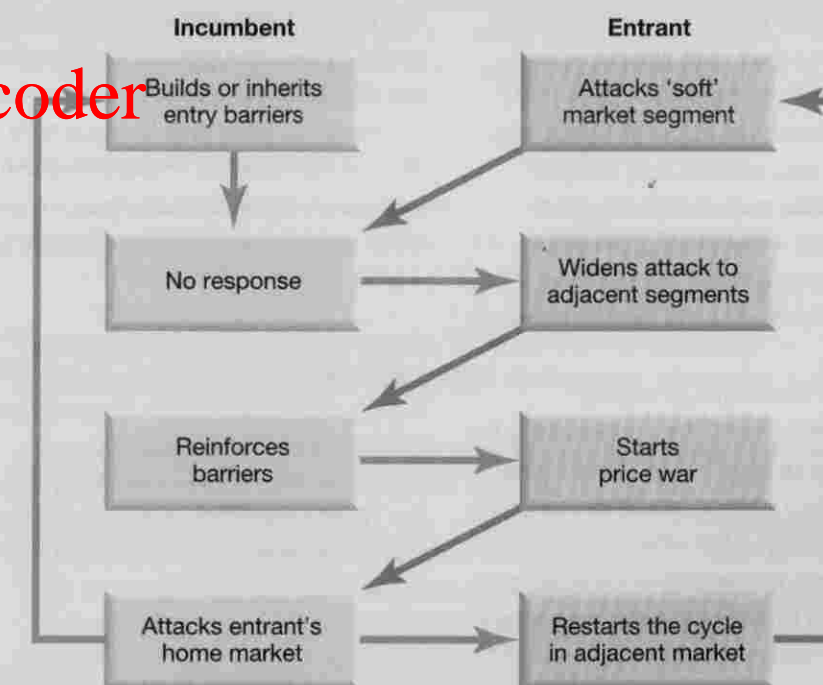 Incumbent
Entrant
coder
Builds or inherits
entry barriers
Attacks 'soft'
market segment
No response
Widens attack to
adjacent segments
Reinforces
barriers
Starts
price war
Attacks entrant's
home market
Restarts the cycle
in adjacent market